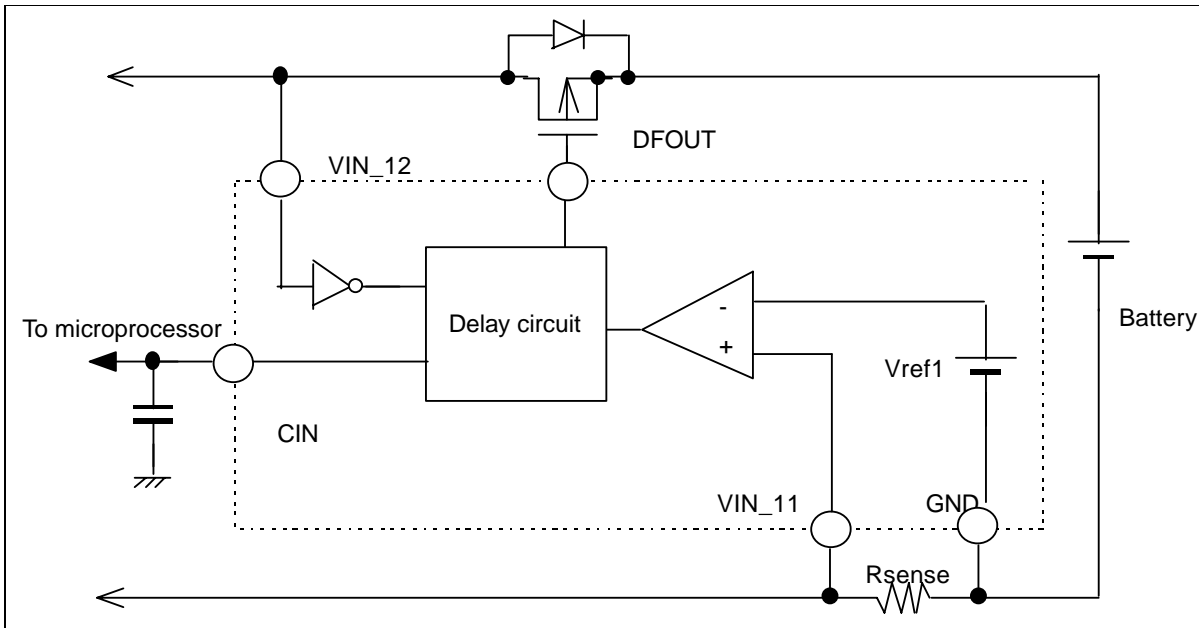 DFOUT
VIN_12
To microprocessor
Delay circuit
-
+
Vref1
Battery
CIN
VIN_11
GND
Rsense